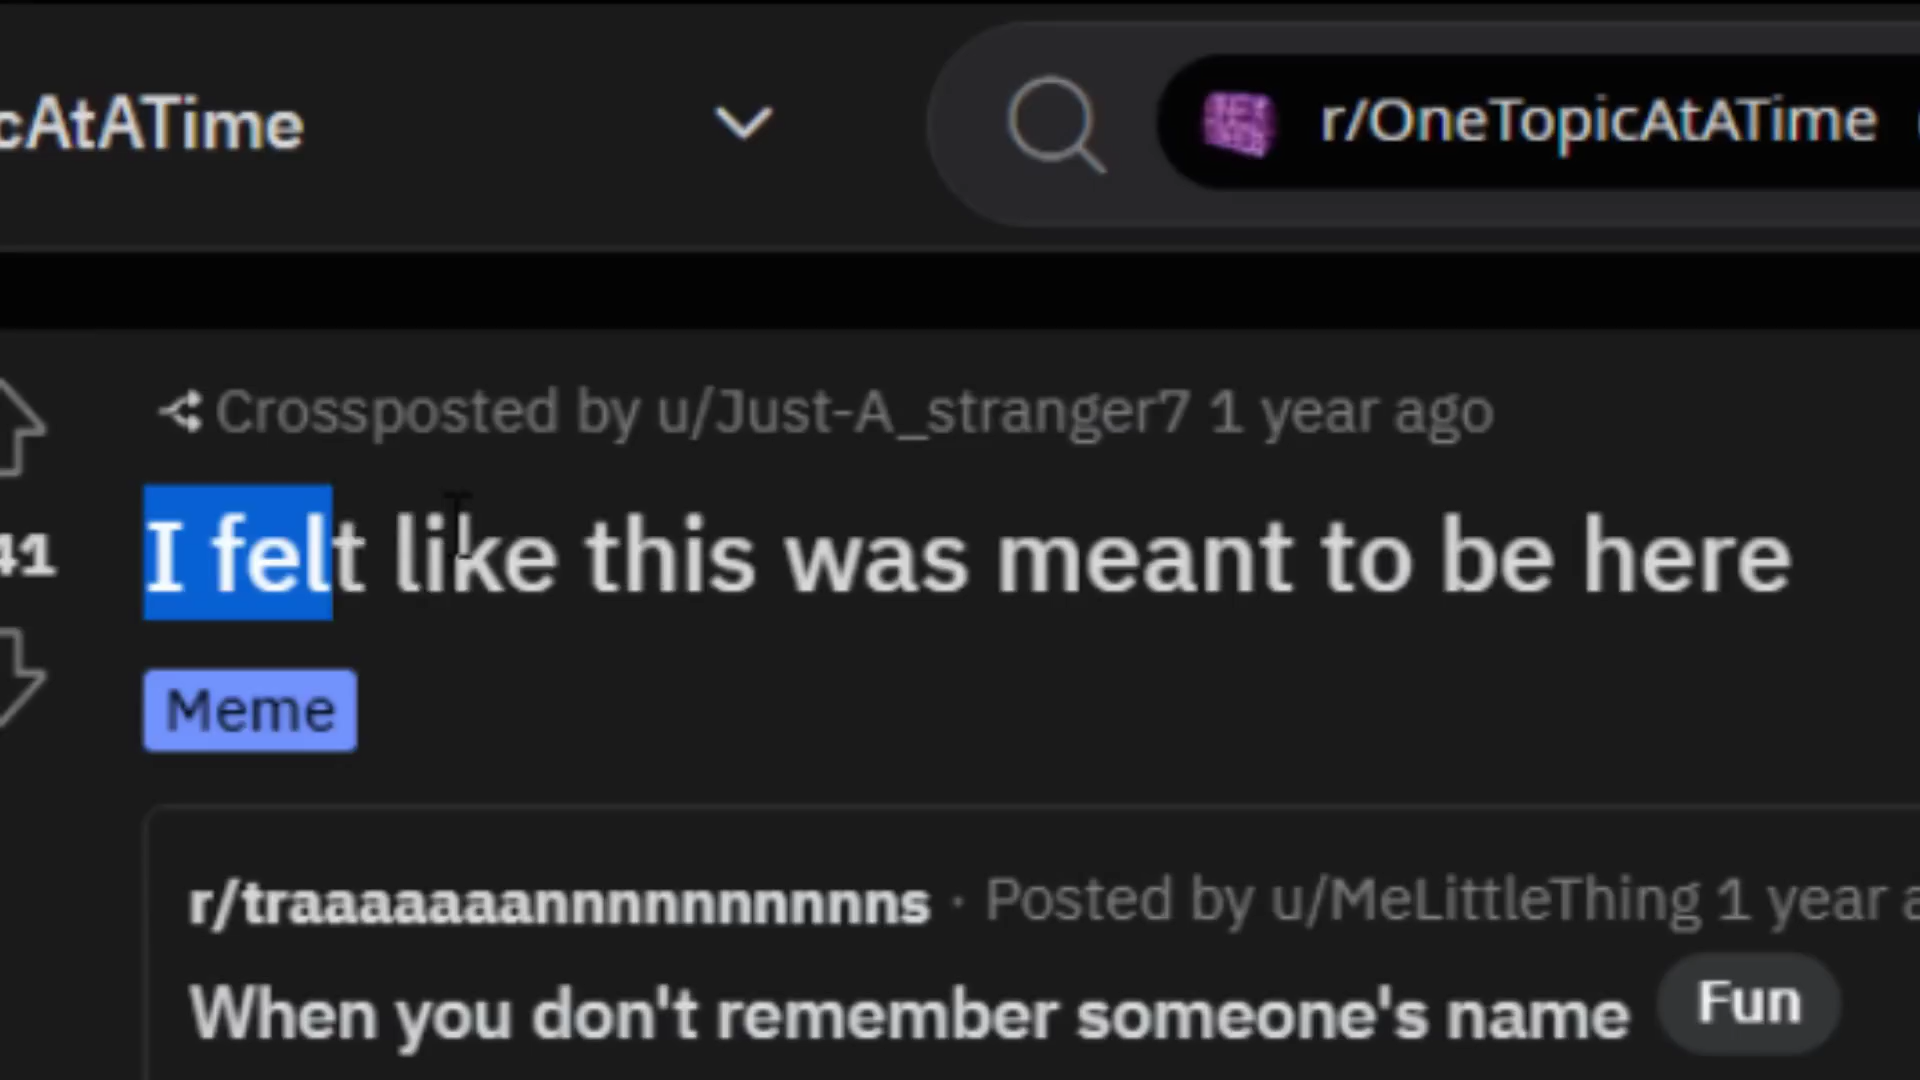 cAtATime
r/OneTopicAtATime
Crossposted by u/Just-A_stranger7 1 year ago
41
I felt like this was meant to be here
Meme
r/traaaaaaannnnnnnnnns · Posted by u/MeLittleThing 1 year a
When you don't remember someone's name Fun